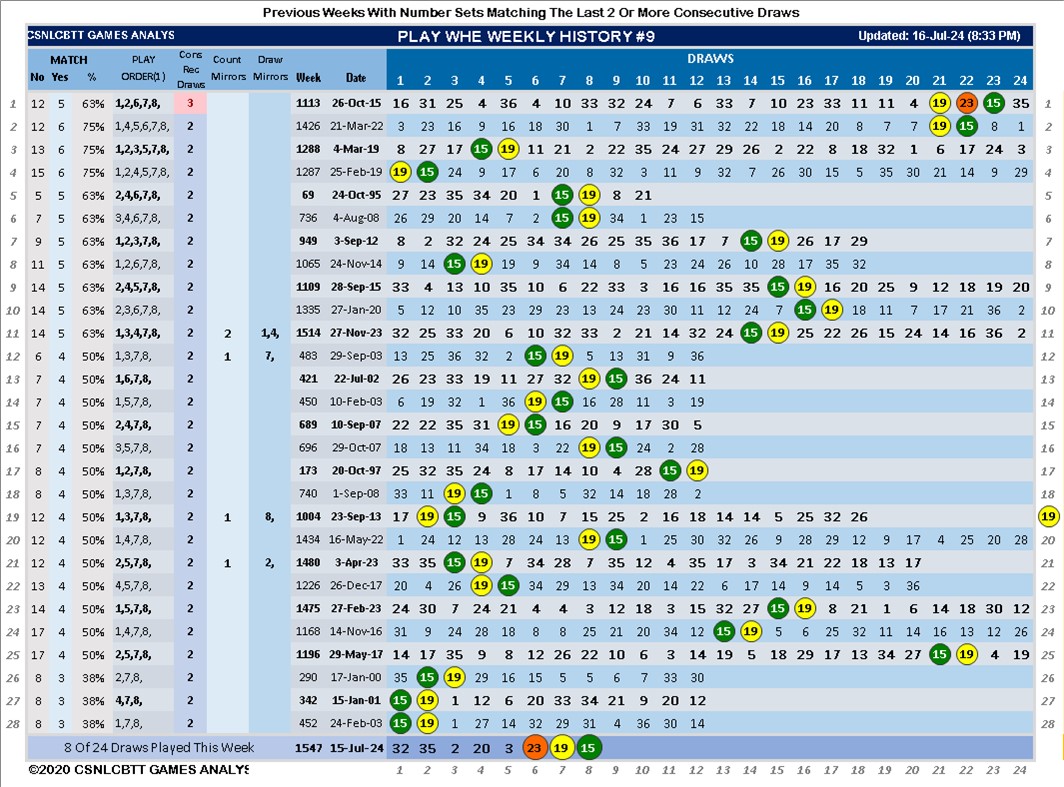 Previous Weeks With Number Sets Matching The Last 2 Or More Consecutive Draws
CSNLCBTT GAMES ANALYS PLAY WHE WEEKLY HISTORY #9 Updated: 16-Jul-24 (8:33 PM)
MATCH PLAY Cons Rec Draws Count Draw DRAWS
No Yes % ORDER(1) Mirrors Mirrors Week Date 1 2 3 4 5 6 7 8 9 10 11 12 13 14 15 16 17 18 19 20 21 22 23 24
1 12 5 63% 1,2,6,7,8, 3 1113 26-Oct-15 16 31 25 4 36 4 10 33 32 24 7 6 33 7 10 23 33 11 11 4 19 23 15 35 1
2 12 6 75% 1,4,5,6,7,8, 2 1426 21-Mar-22 3 23 16 9 16 18 30 1 7 33 19 31 32 22 18 14 20 8 7 7 19 15 8 1 2
3 13 6 75% 1,2,3,5,7,8, 2 1288 4-Mar-19 8 27 17 15 19 11 21 2 22 35 24 27 29 26 2 22 8 18 32 1 6 17 24 3 3
4 15 6 75% 1,2,4,5,7,8, 2 1287 25-Feb-19 19 15 24 9 17 6 20 8 32 3 11 9 14 32 7 26 30 15 5 35 30 21 14 9 29 4
5 5 5 63% 2,4,6,7,8, 2 69 24-Oct-95 27 23 35 34 20 1 15 19 8 21 5
6 7 5 63% 3,4,6,7,8, 2 736 4-Aug-08 26 29 20 14 7 2 15 19 34 1 23 12 6
7 9 5 63% 1,2,3,7,8, 2 949 3-Sep-12 8 2 32 24 25 34 34 26 25 35 36 17 7 15 19 26 17 29 7
8 11 5 63% 1,2,6,7,8, 2 1065 24-Nov-14 9 14 15 19 19 9 34 14 8 5 23 24 26 10 28 17 35 32 8
9 14 5 63% 2,4,5,7,8, 2 1109 28-Sep-15 33 4 13 10 35 10 6 22 33 3 16 16 35 35 15 19 16 20 25 9 12 18 19 20 9
10 14 5 63% 2,3,6,7,8, 2 1335 27-Jan-20 5 12 10 35 23 29 23 13 24 23 30 11 12 24 7 15 19 18 11 7 17 21 36 2 10
11 14 5 63% 1,3,4,7,8, 2 2 1,4, 1514 27-Nov-23 32 25 33 20 6 10 32 33 2 21 14 32 24 15 19 25 22 26 15 24 14 16 36 2 11
12 6 4 50% 1,3,7,8, 2 1 7, 483 29-Sep-03 13 25 36 32 2 15 19 5 13 31 9 36 12
13 7 4 50% 1,6,7,8, 2 421 22-Jul-02 26 23 33 19 11 27 32 19 15 36 24 11 13
14 7 4 50% 1,5,7,8, 2 450 10-Feb-03 6 19 32 1 36 19 15 16 28 11 3 19 14
15 7 4 50% 2,4,7,8, 2 689 10-Sep-07 22 22 35 31 19 15 16 20 9 17 30 5 15
16 7 4 50% 3,5,7,8, 2 696 29-Oct-07 18 13 11 34 18 3 22 19 15 24 2 28 16
17 8 4 50% 1,2,7,8, 2 173 20-Oct-97 25 32 35 24 8 17 14 10 4 28 15 19 17
18 8 4 50% 1,3,7,8, 2 740 1-Sep-08 33 11 19 15 1 8 5 32 14 18 28 2 18
19 12 4 50% 1,3,7,8, 2 1 8, 1004 23-Sep-13 17 19 15 9 36 10 7 15 25 2 16 18 14 14 5 25 32 26 19
20 12 4 50% 1,4,7,8, 2 1434 16-May-22 1 24 12 13 28 24 13 19 15 1 25 30 32 26 9 28 29 12 9 17 4 25 20 28 20
21 12 4 50% 2,5,7,8, 2 1 2, 1480 3-Apr-23 33 35 15 19 7 34 28 7 35 12 4 35 17 3 34 21 22 18 13 17 21
22 13 4 50% 4,5,7,8, 2 1226 26-Dec-17 20 4 26 19 15 34 29 13 34 20 14 22 6 17 14 9 14 5 3 36 22
23 14 4 50% 1,5,7,8, 2 1475 27-Feb-23 24 30 7 24 21 4 4 3 12 18 3 15 32 27 15 19 8 21 1 6 14 18 30 12 23
24 17 4 50% 1,4,7,8, 2 1168 14-Nov-16 31 9 24 28 18 8 8 25 21 20 34 12 15 19 5 6 25 32 11 14 16 13 12 26 24
25 17 4 50% 2,5,7,8, 2 1196 29-May-17 14 17 35 9 8 12 26 22 10 6 3 14 19 5 18 29 17 13 34 27 15 19 4 19 25
26 8 3 38% 2,7,8, 2 290 17-Jan-00 35 15 19 29 16 15 5 5 6 7 33 30 26
27 8 3 38% 4,7,8, 2 342 15-Jan-01 15 19 1 12 6 20 33 34 21 9 20 12 27
28 8 3 38% 1,7,8, 2 452 24-Feb-03 15 19 1 27 14 32 29 31 4 36 30 14 28
8 Of 24 Draws Played This Week 1547 15-Jul-24 32 35 2 20 3 23 19 15
©2020 CSNLCBTT GAMES ANALYS 1 2 3 4 5 6 7 8 9 10 11 12 13 14 15 16 17 18 19 20 21 22 23 24
19